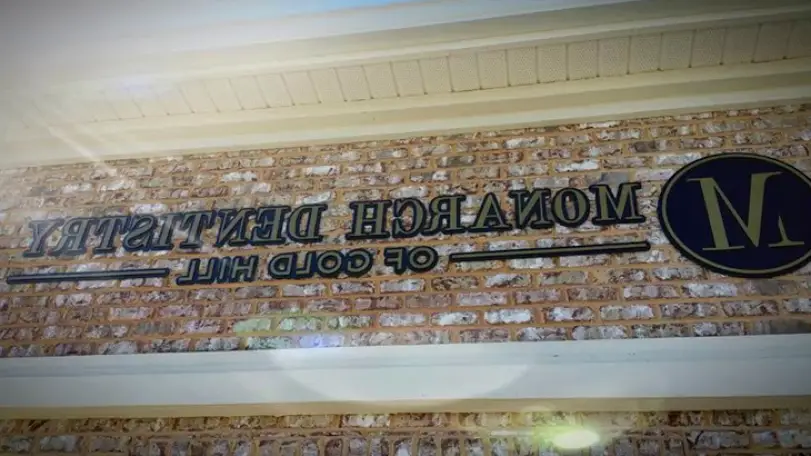 M
MONARCH DENTISTRY
OF GOLD HILL